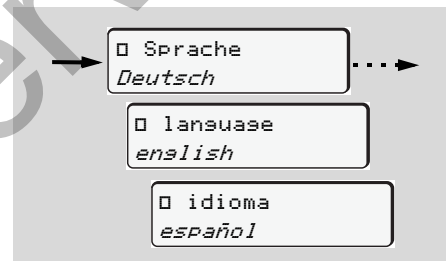 □ Sprache
Deutsch
□ language
english
□ idioma
español